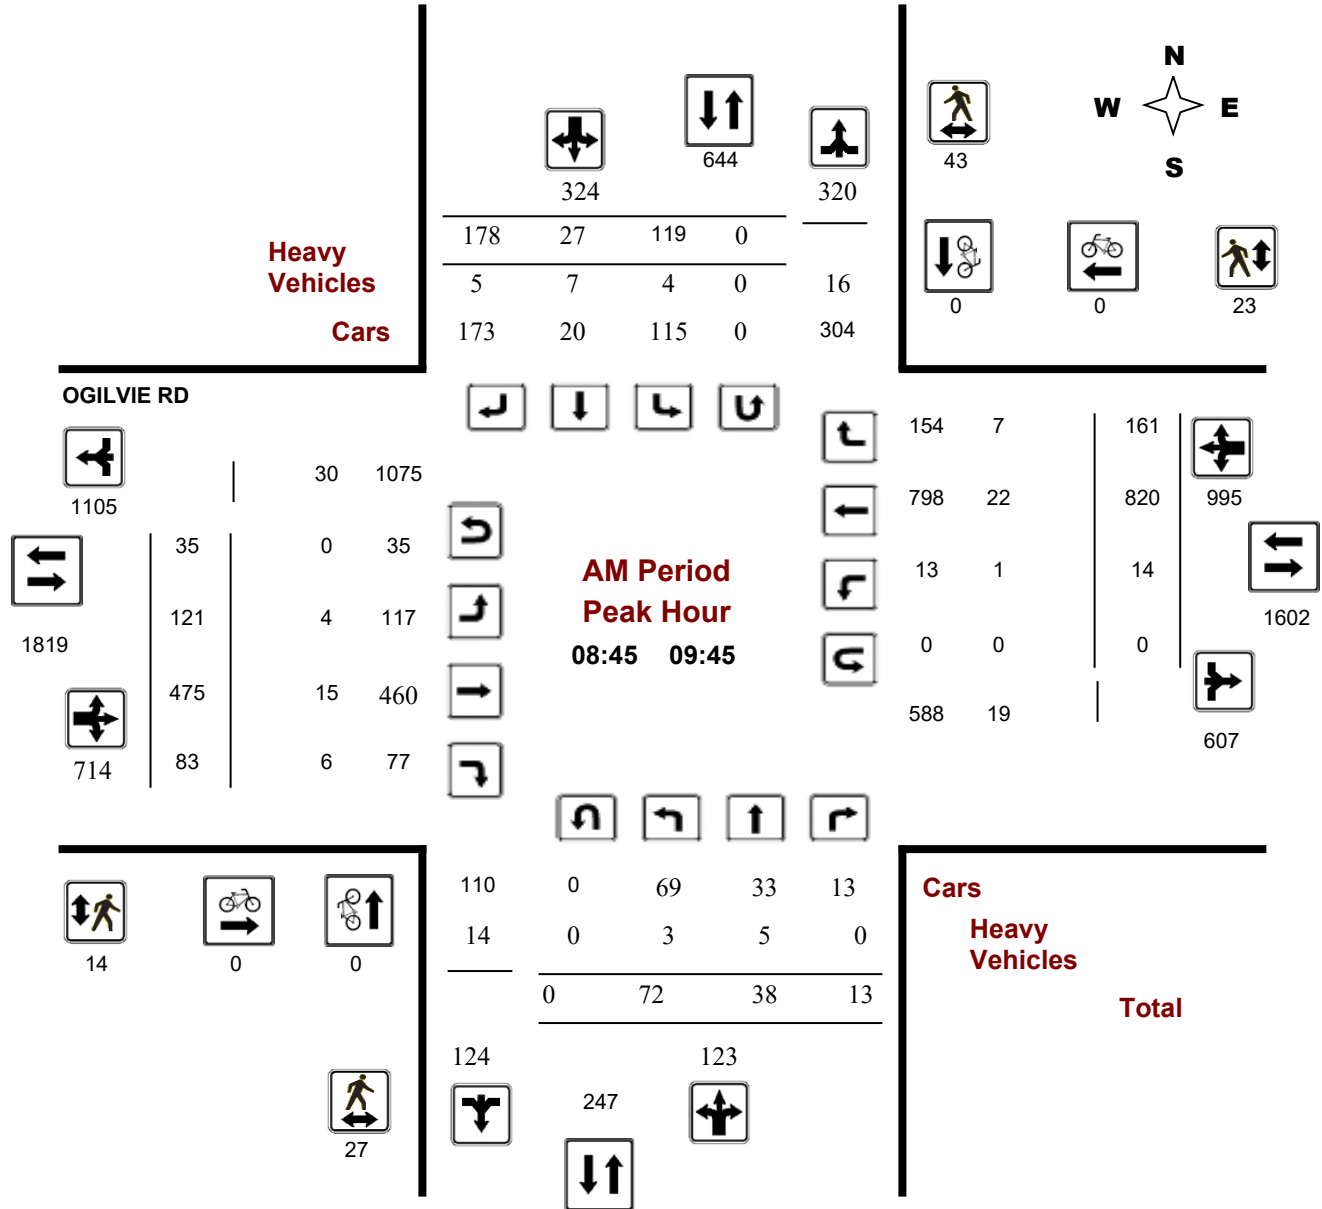 N
W E
S
644
43
324 320
178 27 119 0
Heavy
Vehicles
5 7 4 0 16
0 0 23
Cars
173 20 115 0 304
OGILVIE RD
154 7 161
30 1075
1105
798 22 820 995
35 0 35
AM Period
13 1 14
Peak Hour
121 4 117
1602
1819
08:45 09:45
0 0 0
475 15 460
588 19
607
714 83 6 77
110 0 69 33 13
Cars
14 0 3 5 0
Heavy
Vehicles
14 0 0
0 72 38 13
Total
124 123
247
27